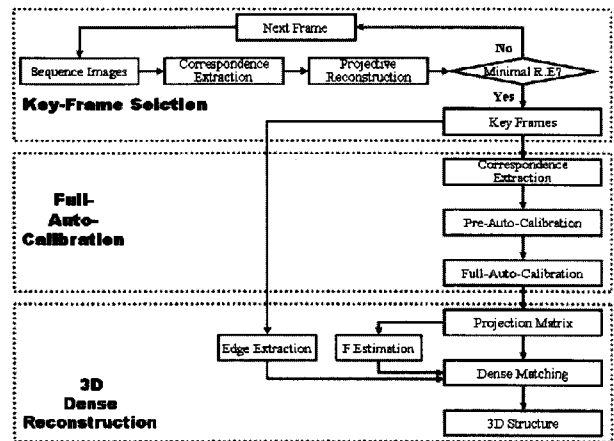 Next Frame
No
Sequence Images
Correspondence
Extraction
Projective
Reconstruction
Minimal R.E?
Key-Frame Selction
Yes
Key Frames
Full-
Auto-
Calibration
Correspondence
Extraction
Pre-Auto-Calibration
Full-Auto-Calibration
Projection Matrix
Edge Extraction
F Estimation
3D
Dense
Reconstruction
Dense Matching
3D Structure